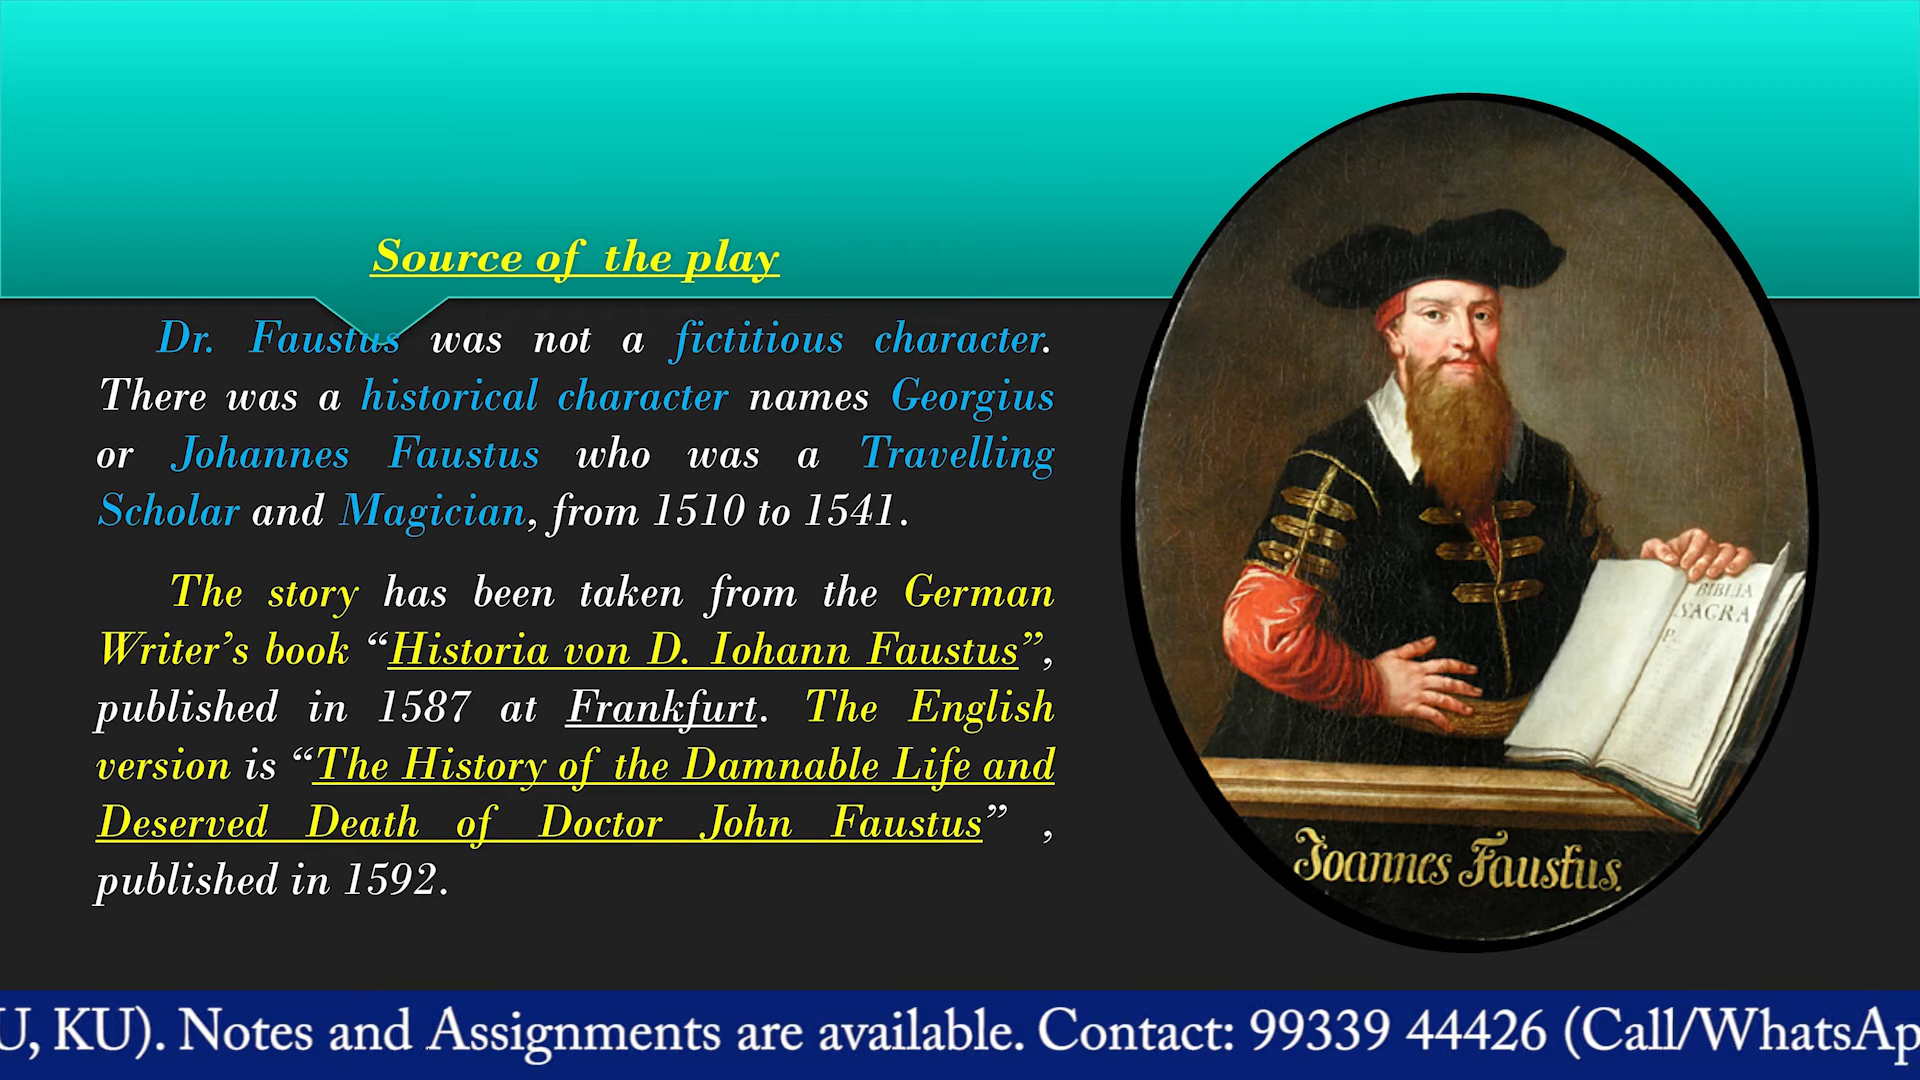 Source of the play
Dr. Faustus was not a fictitious character.
There was a historical character names Georgius
or Johannes Faustus who was a Travelling
Scholar and Magician, from 1510 to 1541.
The story has been taken from the German
Writer’s book “Historia von D. Iohann Faustus”,
published in 1587 at Frankfurt. The English
version is “The History of the Damnable Life and
Deserved Death of Doctor John Faustus” ,
published in 1592.
BIBLIA
SACRA
Joannes Faustus.
U, KU). Notes and Assignments are available. Contact: 99339 44426 (Call/WhatsAp